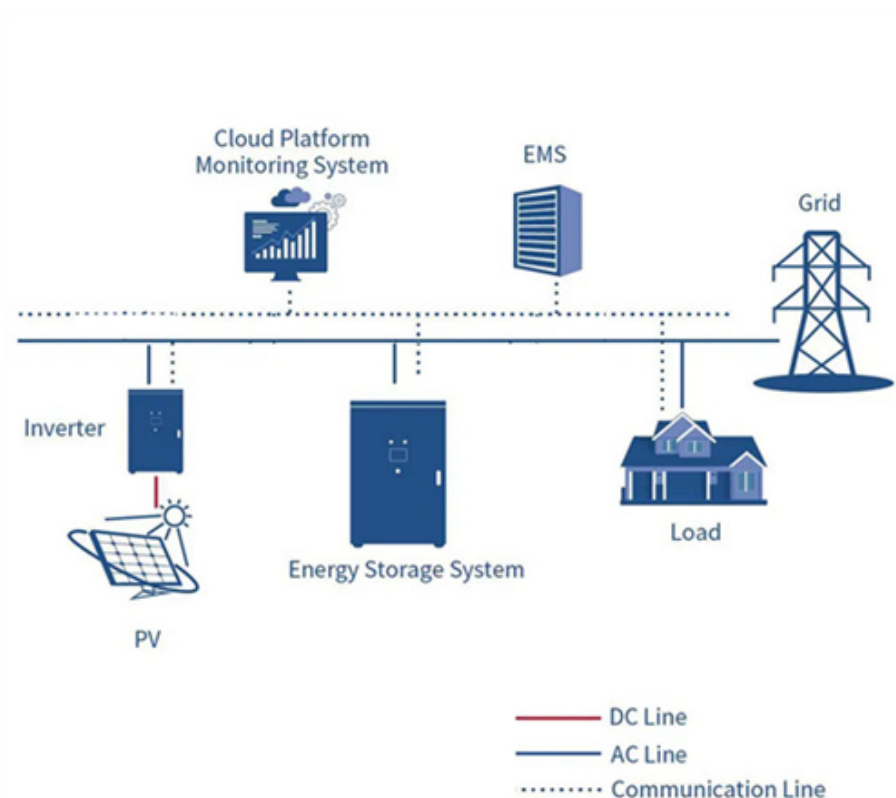 Cloud Platform
Monitoring System
EMS
Grid
Inverter
Load
Energy Storage System
PV
DC Line
AC Line
Communication Line